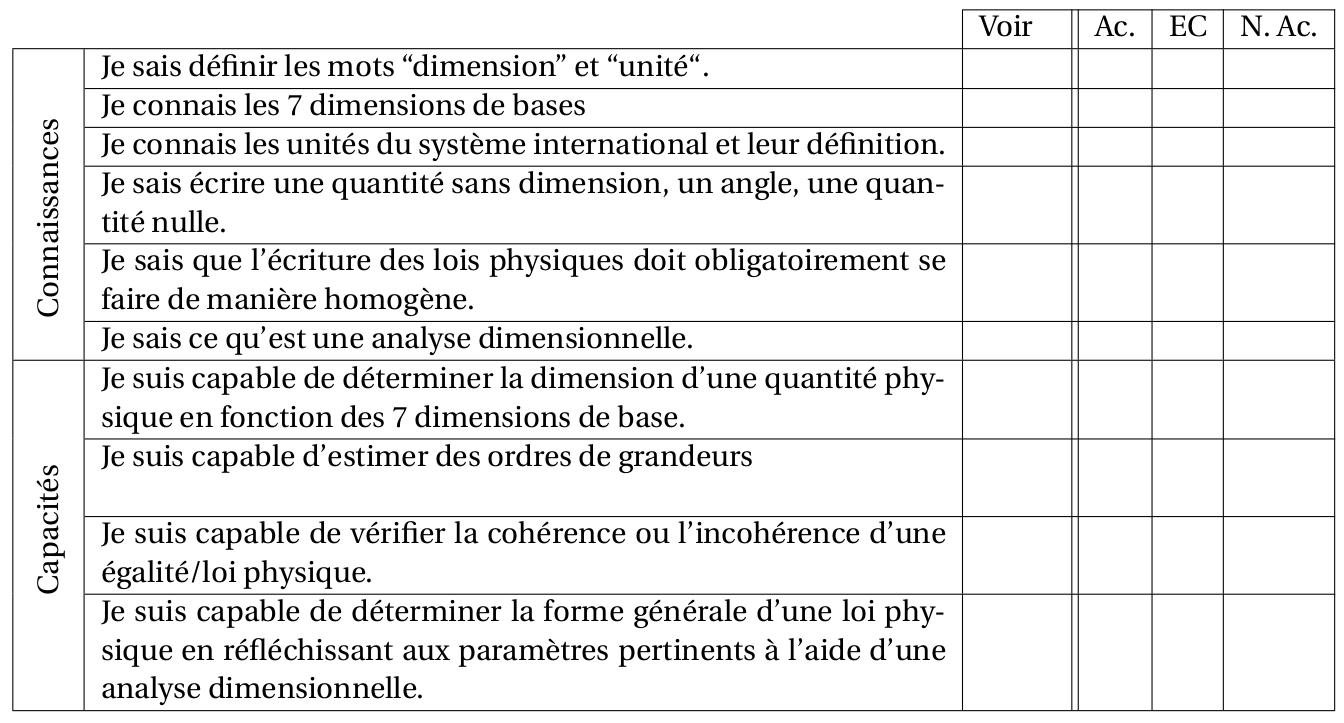 Voir Ac. EC N. Ac.
Connaissances
Je sais définir les mots “dimension” et “unité“.
Je connais les 7 dimensions de bases
Je connais les unités du système international et leur définition.
Je sais écrire une quantité sans dimension, un angle, une quan-
tité nulle.
Je sais que l’écriture des lois physiques doit obligatoirement se
faire de manière homogène.
Je sais ce qu’est une analyse dimensionnelle.
Capacités
Je suis capable de déterminer la dimension d’une quantité phy-
sique en fonction des 7 dimensions de base.
Je suis capable d’estimer des ordres de grandeurs
Je suis capable de vérifier la cohérence ou l’incohérence d’une
égalité/loi physique.
Je suis capable de déterminer la forme générale d’une loi phy-
sique en réfléchissant aux paramètres pertinents à l’aide d’une
analyse dimensionnelle.